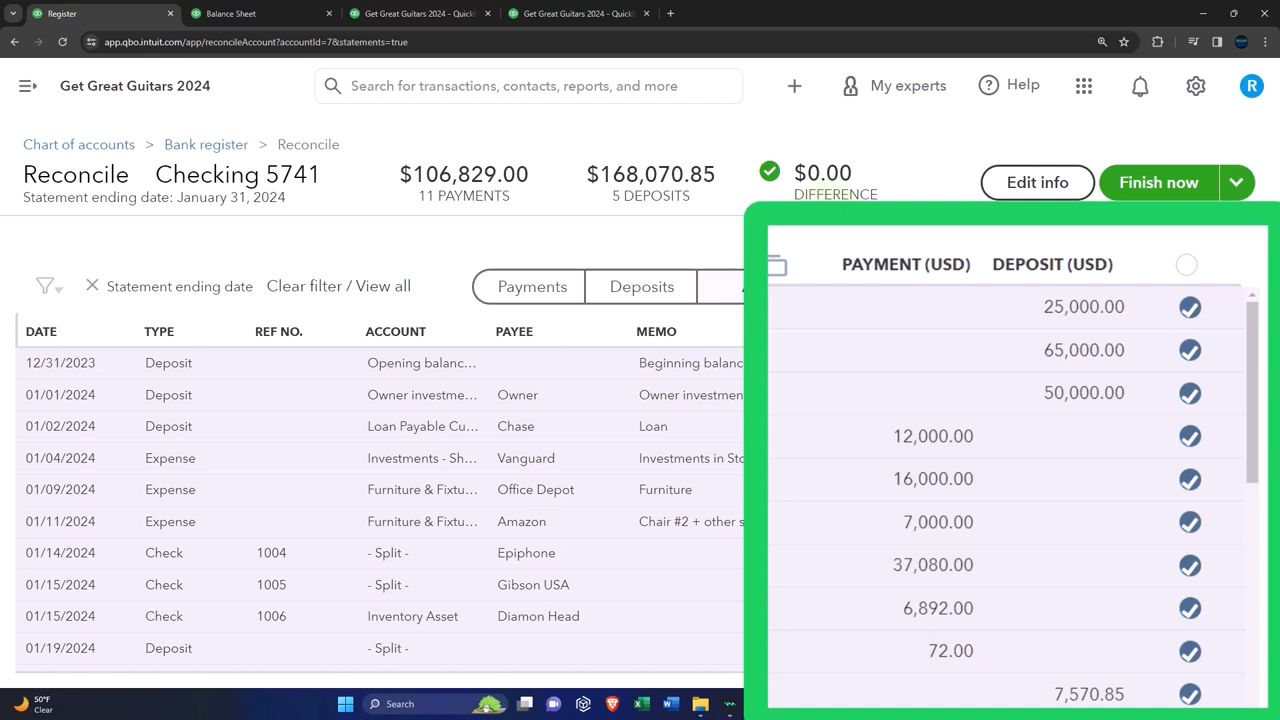 Register
Balance Sheet
Get Great Guitars 2024 - QuickB
Get Great Guitars 2024 - QuickB
app.qbo.intuit.com/app/reconcileAccount?accountId=7&statements=true
Get Great Guitars 2024
Search for transactions, contacts, reports, and more
My experts
Help
R
Chart of accounts > Bank register > Reconcile
Reconcile Checking 5741
Statement ending date: January 31, 2024
$106,829.00
11 PAYMENTS
$168,070.85
5 DEPOSITS
$0.00
DIFFERENCE
Edit info
Finish now
Statement ending date Clear filter / View all
Payments Deposits
DATE TYPE REF NO. ACCOUNT PAYEE MEMO PAYMENT (USD) DEPOSIT (USD)
12/31/2023 Deposit Opening balanc... Beginning balanc 25,000.00
01/01/2024 Deposit Owner investme... Owner Owner investmen 65,000.00
01/02/2024 Deposit Loan Payable Cu... Chase Loan 50,000.00
01/04/2024 Expense Investments - Sh... Vanguard Investments in Sto 12,000.00
01/09/2024 Expense Furniture & Fixtu... Office Depot Furniture 16,000.00
01/11/2024 Expense Furniture & Fixtu... Amazon Chair #2 + other s 7,000.00
01/14/2024 Check 1004 - Split - Epiphone 37,080.00
01/15/2024 Check 1005 - Split - Gibson USA 6,892.00
01/15/2024 Check 1006 Inventory Asset Diamon Head 72.00
01/19/2024 Deposit - Split - 7,570.85
50°F
Clear
Search